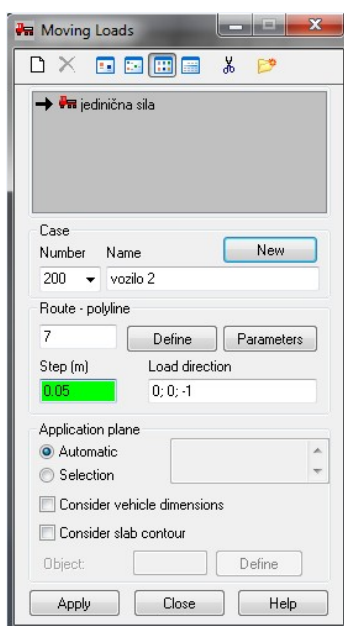 Moving Loads
jedinična sila
Case
Number Name New
200 vozilo 2
Route - polyline
7 Define Parameters
Step (m) Load direction
0.05 0; 0; -1
Application plane
Automatic
Selection
Consider vehicle dimensions
Consider slab contour
Object: Define
Apply Close Help